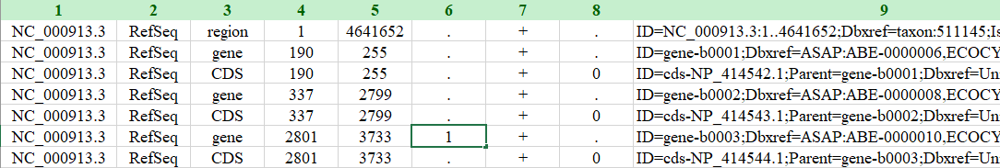 1 2 3 4 5 6 7 8 9
NC_000913.3 RefSeq region 1 4641652 . + . ID=NC_000913.3:1..4641652;Dbxref=taxon:511145;Is
NC_000913.3 RefSeq gene 190 255 . + . ID=gene-b0001;Dbxref=ASAP:ABE-0000006,ECOCY
NC_000913.3 RefSeq CDS 190 255 . + 0 ID=cds-NP_414542.1;Parent=gene-b0001;Dbxref=Un
NC_000913.3 RefSeq gene 337 2799 . + . ID=gene-b0002;Dbxref=ASAP:ABE-0000008,ECOCY
NC_000913.3 RefSeq CDS 337 2799 . + 0 ID=cds-NP_414543.1;Parent=gene-b0002;Dbxref=Un
NC_000913.3 RefSeq gene 2801 3733 1 + . ID=gene-b0003;Dbxref=ASAP:ABE-0000010,ECOCY
NC_000913.3 RefSeq CDS 2801 3733 . + 0 ID=cds-NP_414544.1;Parent=gene-b0003;Dbxref=Un